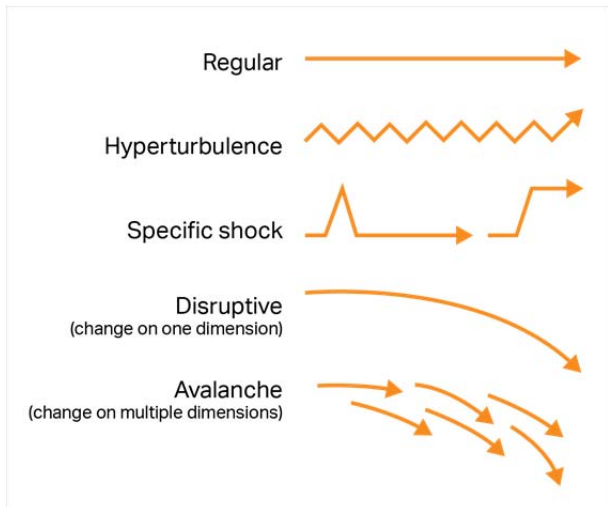 Regular
Hyperturbulence
Specific shock
Disruptive
(change on one dimension)
Avalanche
(change on multiple dimensions)